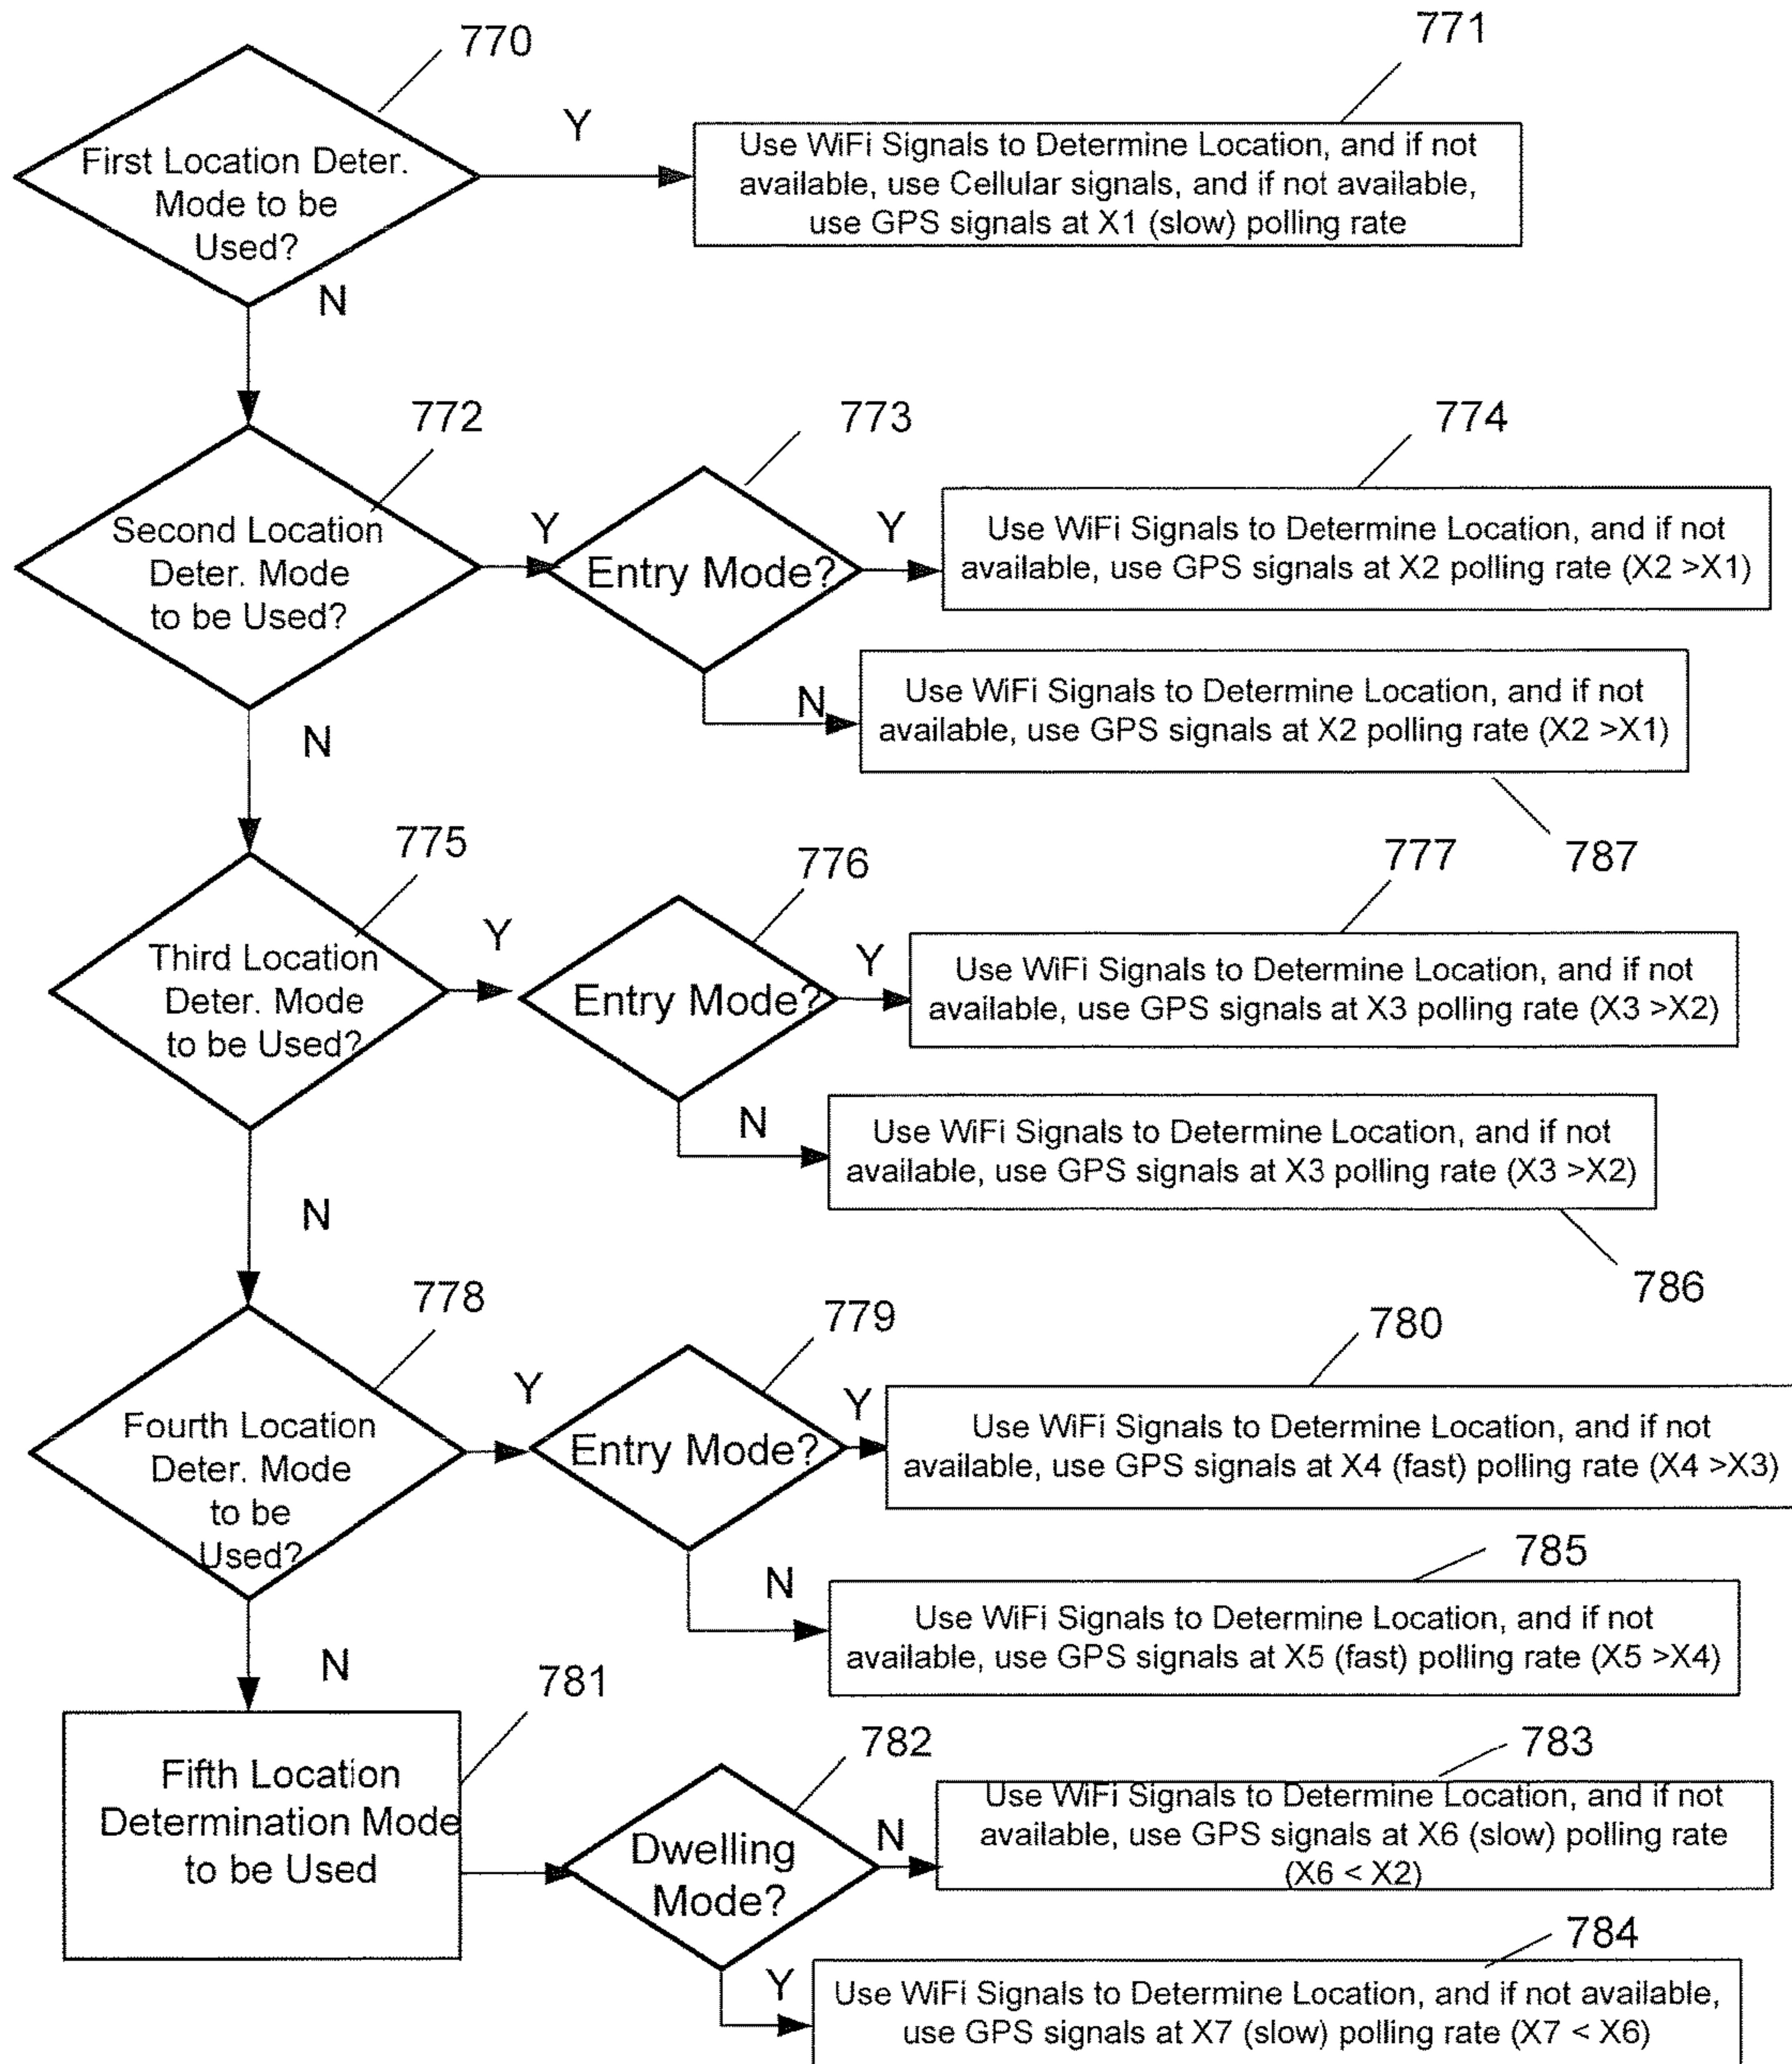 770
771
First Location Deter.
Mode to be
Used?
Y
Use WiFi Signals to Determine Location, and if not
available, use Cellular signals, and if not available,
use GPS signals at X1 (slow) polling rate
N
772
773
774
Second Location
Deter. Mode
to be Used?
Y
Entry Mode?
Y
Use WiFi Signals to Determine Location, and if not
available, use GPS signals at X2 polling rate (X2 >X1)
N
Use WiFi Signals to Determine Location, and if not
available, use GPS signals at X2 polling rate (X2 >X1)
787
N
775
776
777
Third Location
Deter. Mode
to be Used?
Y
Entry Mode?
Y
Use WiFi Signals to Determine Location, and if not
available, use GPS signals at X3 polling rate (X3 >X2)
N
Use WiFi Signals to Determine Location, and if not
available, use GPS signals at X3 polling rate (X3 >X2)
786
N
778
779
780
Fourth Location
Deter. Mode
to be
Used?
Y
Entry Mode?
Y
Use WiFi Signals to Determine Location, and if not
available, use GPS signals at X4 (fast) polling rate (X4 >X3)
785
N
Use WiFi Signals to Determine Location, and if not
available, use GPS signals at X5 (fast) polling rate (X5 >X4)
N
781
782
783
Fifth Location
Determination Mode
to be Used
Dwelling
Mode?
N
Use WiFi Signals to Determine Location, and if not
available, use GPS signals at X6 (slow) polling rate
(X6 < X2)
784
Y
Use WiFi Signals to Determine Location, and if not available,
use GPS signals at X7 (slow) polling rate (X7 < X6)